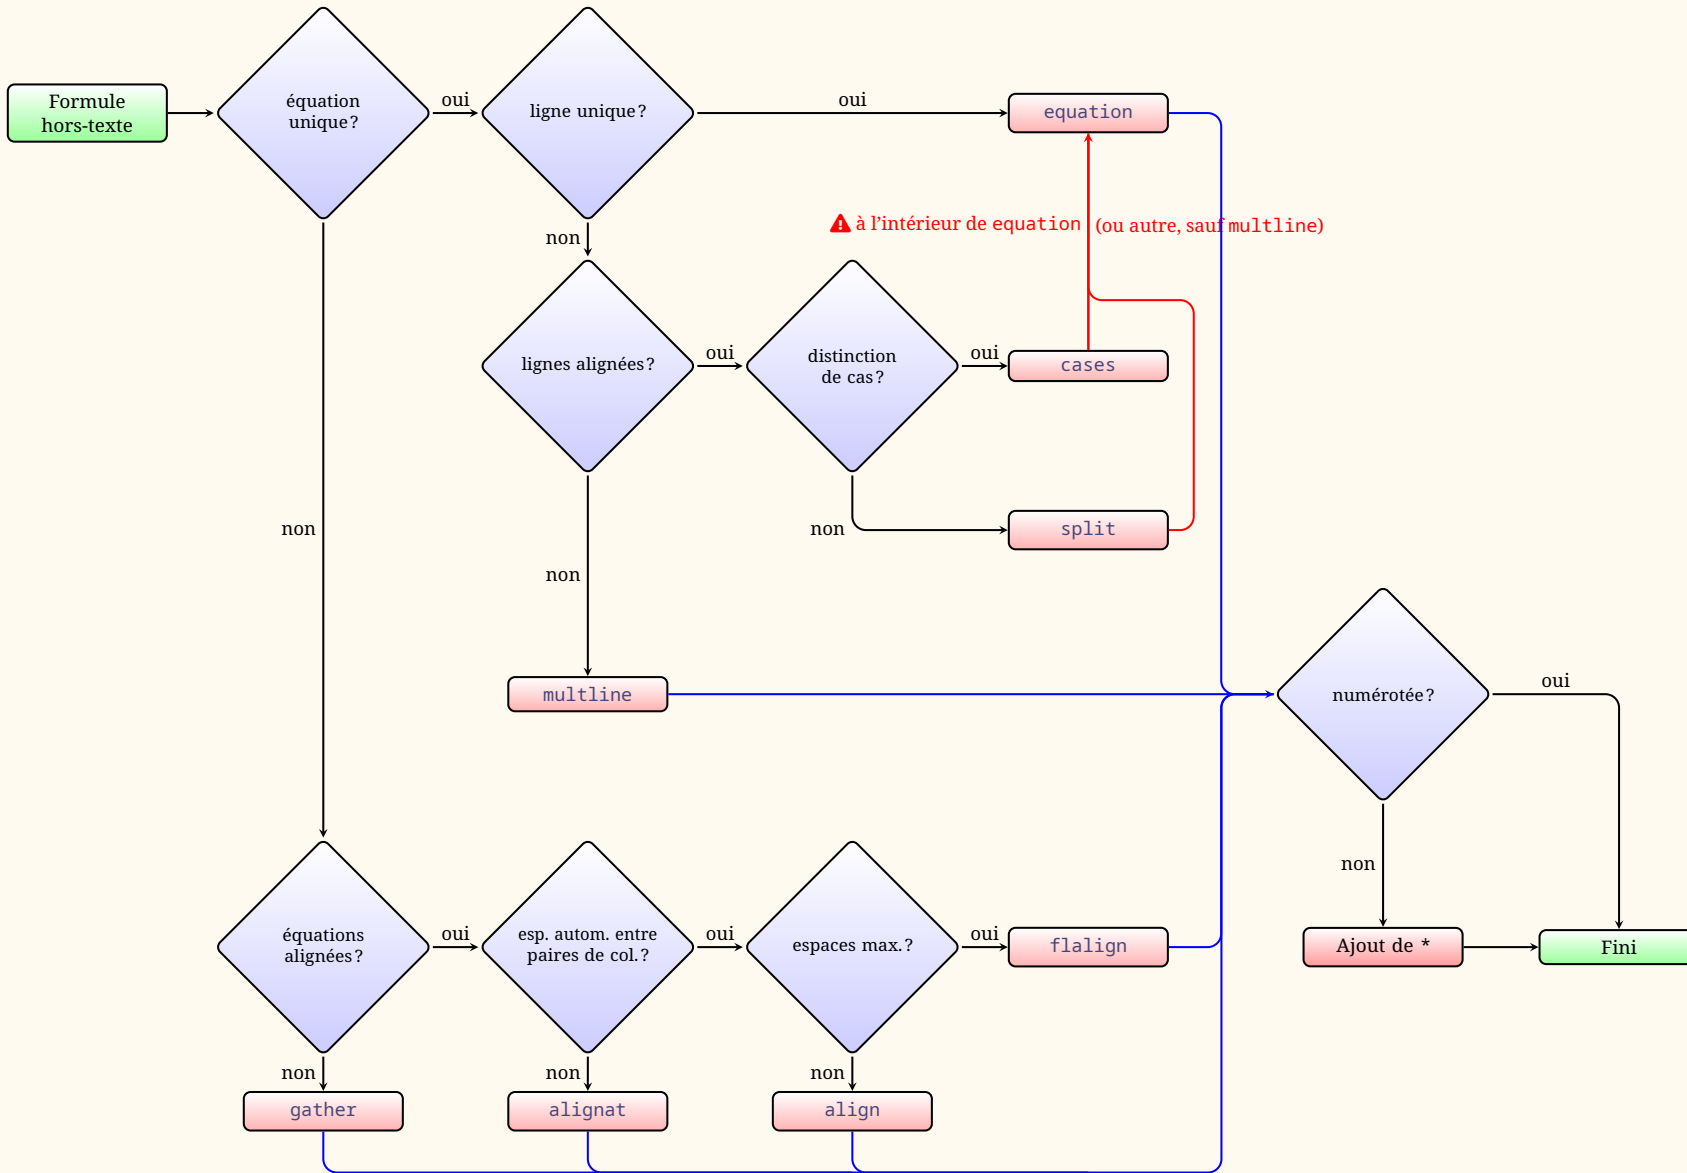 Formule
hors-texte
équation
unique ?
oui
ligne unique ?
oui
equation
non
⚠ à l’intérieur de equation
(ou autre, sauf multline)
lignes alignées ?
oui
distinction
de cas ?
oui
cases
non
non
split
non
multline
numérotée ?
oui
non
équations
alignées ?
oui
esp. autom. entre
paires de col. ?
oui
espaces max. ?
oui
flalign
Ajout de *
Fini
non
non
non
gather
alignat
align